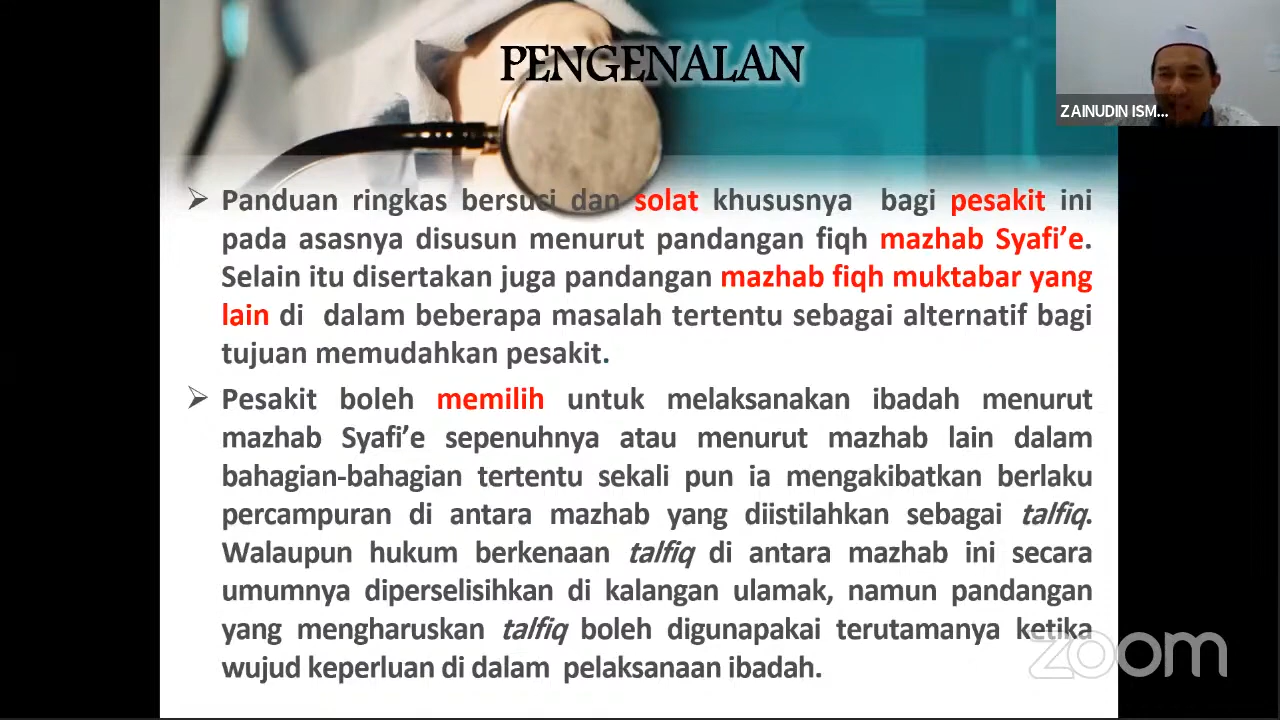 PENGENALAN
ZAINUDIN ISM...
Panduan ringkas bersuci dan solat khususnya bagi pesakit ini
pada asasnya disusun menurut pandangan fiqh mazhab Syafi’e.
Selain itu disertakan juga pandangan mazhab fiqh muktabar yang
lain di dalam beberapa masalah tertentu sebagai alternatif bagi
tujuan memudahkan pesakit.
Pesakit boleh memilih untuk melaksanakan ibadah menurut
mazhab Syafi’e sepenuhnya atau menurut mazhab lain dalam
bahagian-bahagian tertentu sekali pun ia mengakibatkan berlaku
percampuran di antara mazhab yang diistilahkan sebagai talfiq.
Walaupun hukum berkenaan talfiq di antara mazhab ini secara
umumnya diperselisihkan di kalangan ulamak, namun pandangan
yang mengharuskan talfiq boleh digunapakai terutamanya ketika
wujud keperluan di dalam pelaksanaan ibadah.
zoom